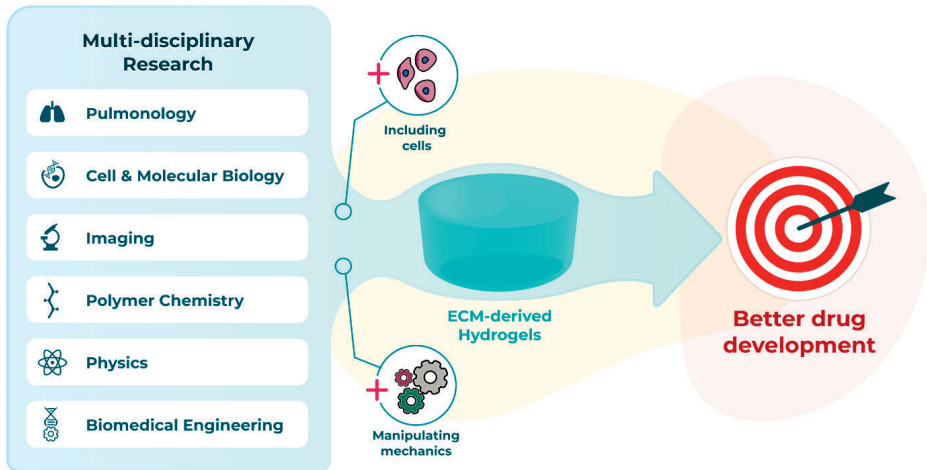 Multi-disciplinary
Research
Pulmonology
Cell & Molecular Biology
Imaging
Polymer Chemistry
Physics
Biomedical Engineering
Including
cells
ECM-derived
Hydrogels
Manipulating
mechanics
Better drug
development